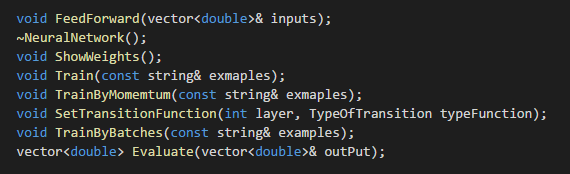 void FeedForward(vector<double>& inputs);
~NeuralNetwork();
void ShowWeights();
void Train(const string& exmaples);
void TrainByMomemtum(const string& exmaples);
void SetTransitionFunction(int layer, TypeOfTransition typeFunction);
void TrainByBatches(const string& examples);
vector<double> Evaluate(vector<double>& outPut);